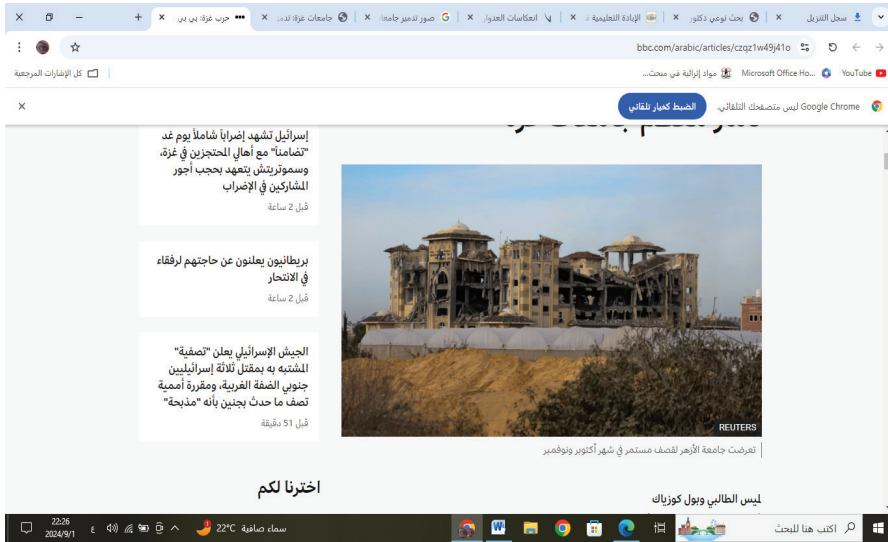 سجل التنزيل
بحث نوعي دكتور
الإبادة التعليمية
انعكاسات العدوان
صور تدمير جامعا
جامعات غزة: تدم
حرب غزة: بي بي
bbc.com/arabic/articles/czqz1w49j41o
YouTube
Microsoft Office Ho...
مواد إثرائية في مبحث...
كل الإشارات المرجعية
Google Chrome ليس متصفحك التلقائي.
الضبط كخيار تلقائي
REUTERS
تعرضت جامعة الأزهر لقصف مستمر في شهر أكتوبر ونوفمبر
ليس الطالبي وبول كوزياك
إسرائيل تشهد إضراباً شاملاً يوم غد
"تضامناً" مع أهالي المحتجزين في غزة،
وسموتريتش يتعهد بحجب أجور
المشاركين في الإضراب
قبل 2 ساعة
بريطانيون يعلنون عن حاجتهم لرفقاء
في الانتحار
قبل 2 ساعة
الجيش الإسرائيلي يعلن "تصفية"
المشتبه به بمقتل ثلاثة إسرائيليين
جنوبي الضفة الغربية، ومقررة أممية
تصف ما حدث بجنين بأنه "مذبحة"
قبل 51 دقيقة
اخترنا لكم
اكتب هنا للبحث
22°C سماء صافية
ع
22:26
2024/9/1